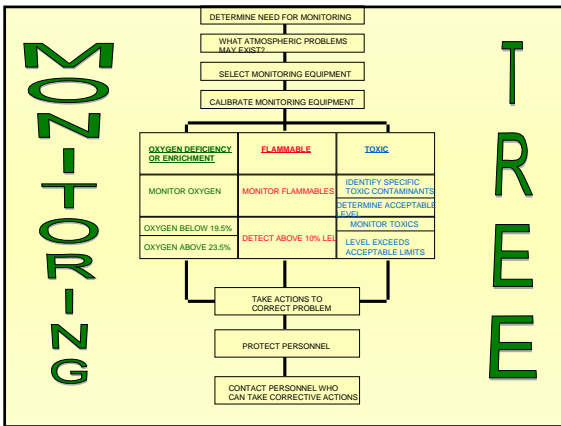 MONITORING
TREE
DETERMINE NEED FOR MONITORING
WHAT ATMOSPHERIC PROBLEMS
MAY EXIST?
SELECT MONITORING EQUIPMENT
CALIBRATE MONITORING EQUIPMENT
OXYGEN DEFICIENCY
OR ENRICHMENT
MONITOR OXYGEN
OXYGEN BELOW 19.5%
OXYGEN ABOVE 23.5%
FLAMMABLE
MONITOR FLAMMABLES
DETECT ABOVE 10% LEL
TOXIC
IDENTIFY SPECIFIC
TOXIC CONTAMINANTS
DETERMINE ACCEPTABLE
LEVEL
MONITOR TOXICS
LEVEL EXCEEDS
ACCEPTABLE LIMITS
TAKE ACTIONS TO
CORRECT PROBLEM
PROTECT PERSONNEL
CONTACT PERSONNEL WHO
CAN TAKE CORRECTIVE ACTIONS